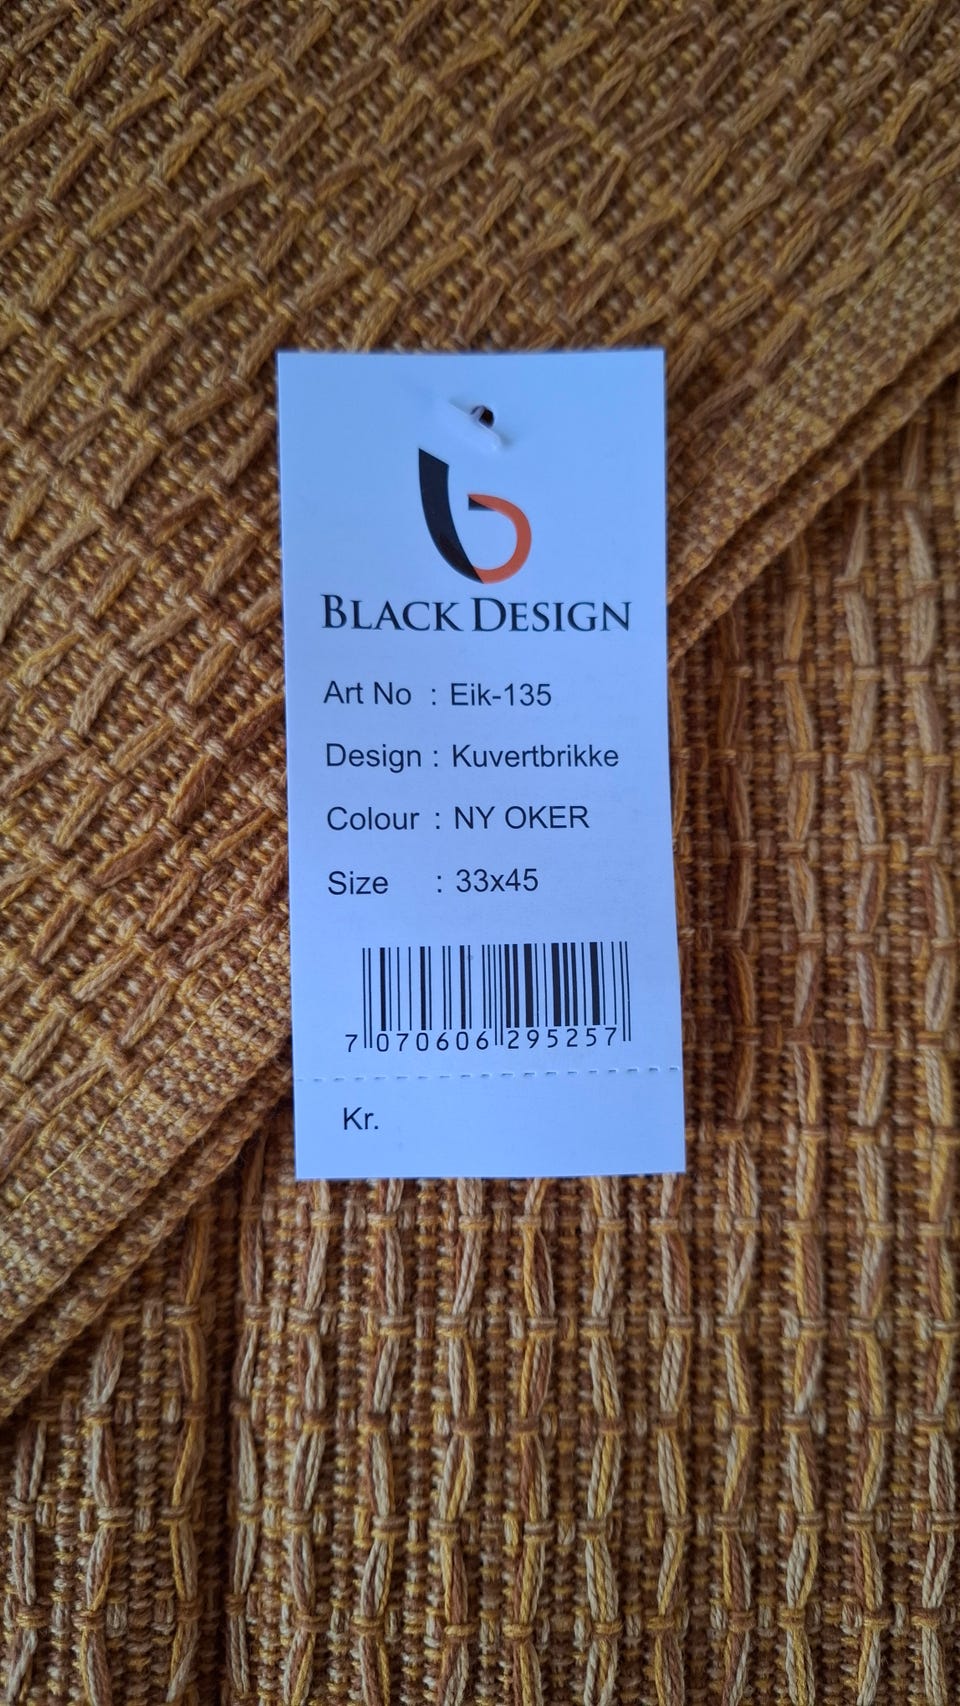 BLACK DESIGN
Art No : Eik-135
Design : Kuvertbrikke
Colour : NY OKER
Size : 33x45
7 070606 295257
Kr.